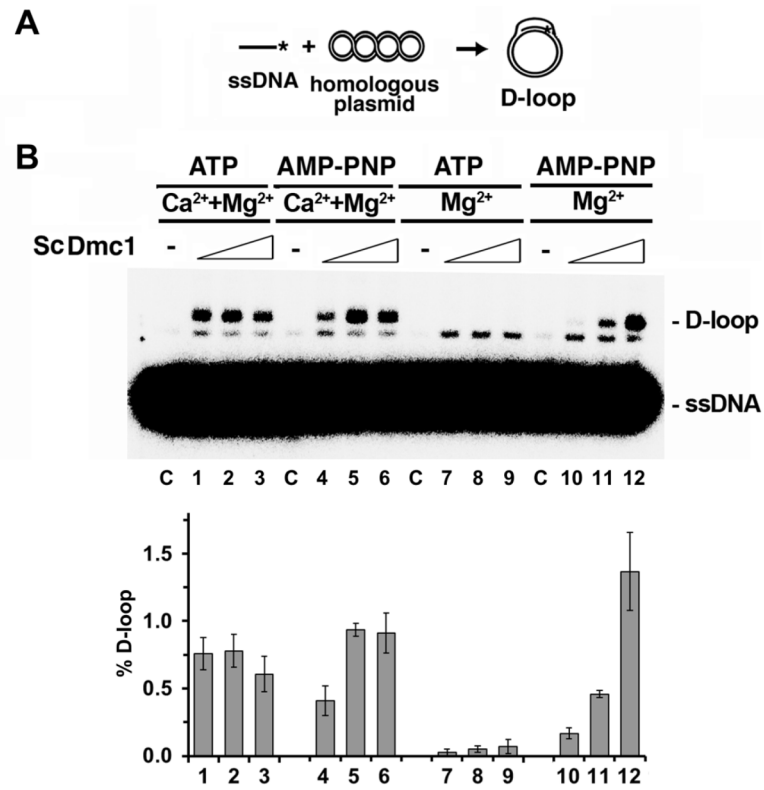 A
ssDNA
*
+
homologous
plasmid
*
D-loop
B
ATP AMP-PNP ATP AMP-PNP
Ca²⁺+Mg²⁺ Ca²⁺+Mg²⁺ Mg²⁺ Mg²⁺
ScDmc1 - - - -
- D-loop
- ssDNA
C 1 2 3 C 4 5 6 C 7 8 9 C 10 11 12
% D-loop
1.5
1.0
0.5
0.0
1 2 3 4 5 6 7 8 9 10 11 12